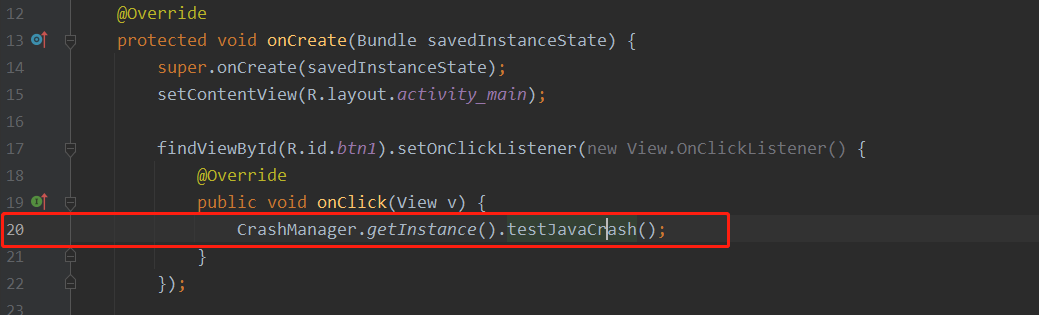 12 @Override
13 protected void onCreate(Bundle savedInstanceState) {
14 super.onCreate(savedInstanceState);
15 setContentView(R.layout.activity_main);
16
17 findViewById(R.id.btn1).setOnClickListener(new View.OnClickListener() {
18 @Override
19 public void onClick(View v) {
20 CrashManager.getInstance().testJavaCrash();
21 }
22 });
23